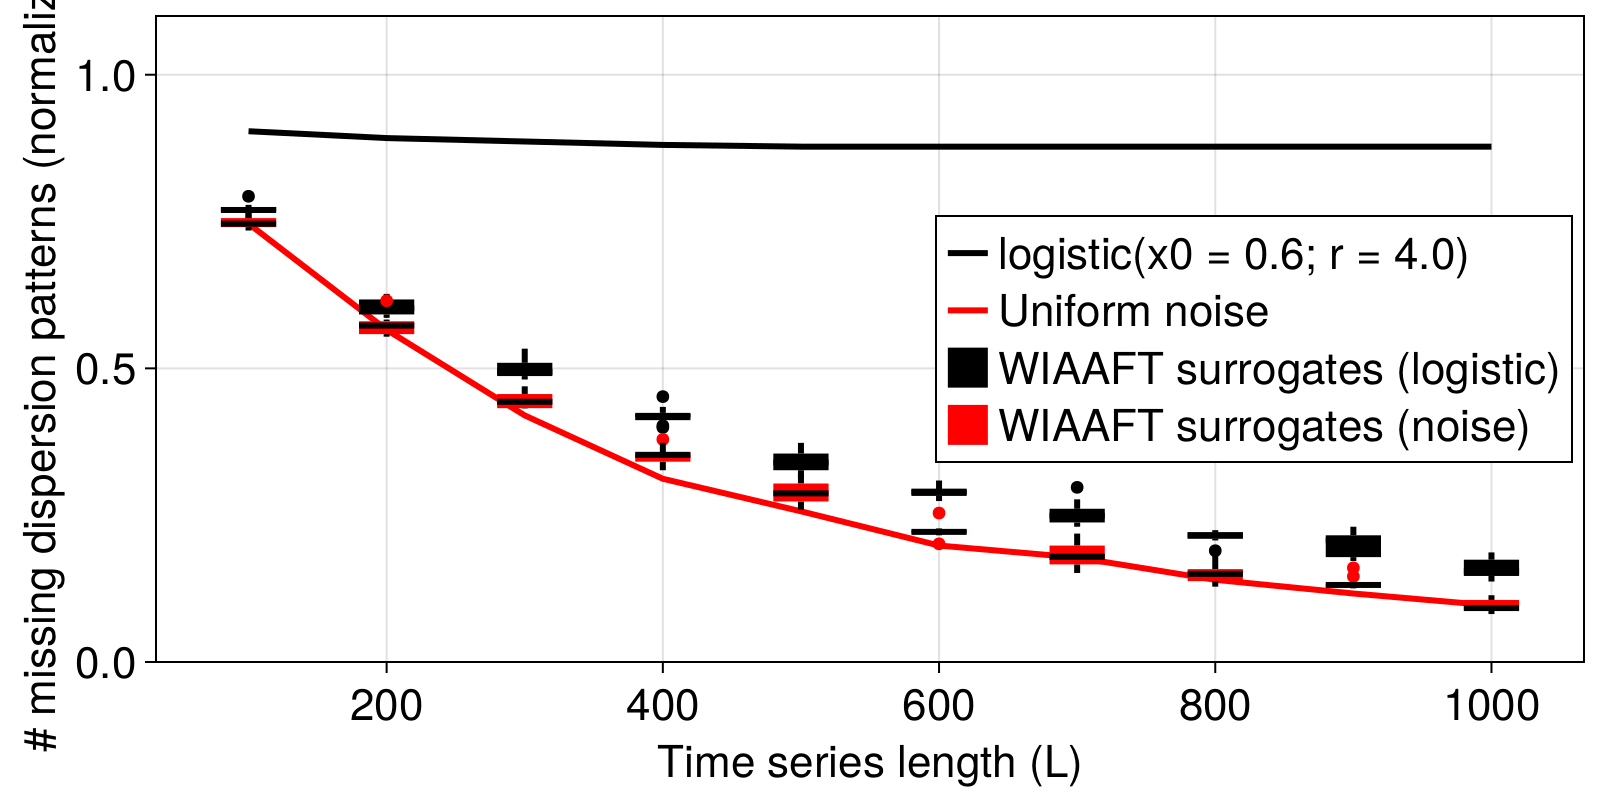 # missing dispersion patterns (normaliz
1.0
0.5
0.0
logistic(x0 = 0.6; r = 4.0)
Uniform noise
WIAAFT surrogates (logistic)
WIAAFT surrogates (noise)
200 400 600 800 1000
Time series length (L)